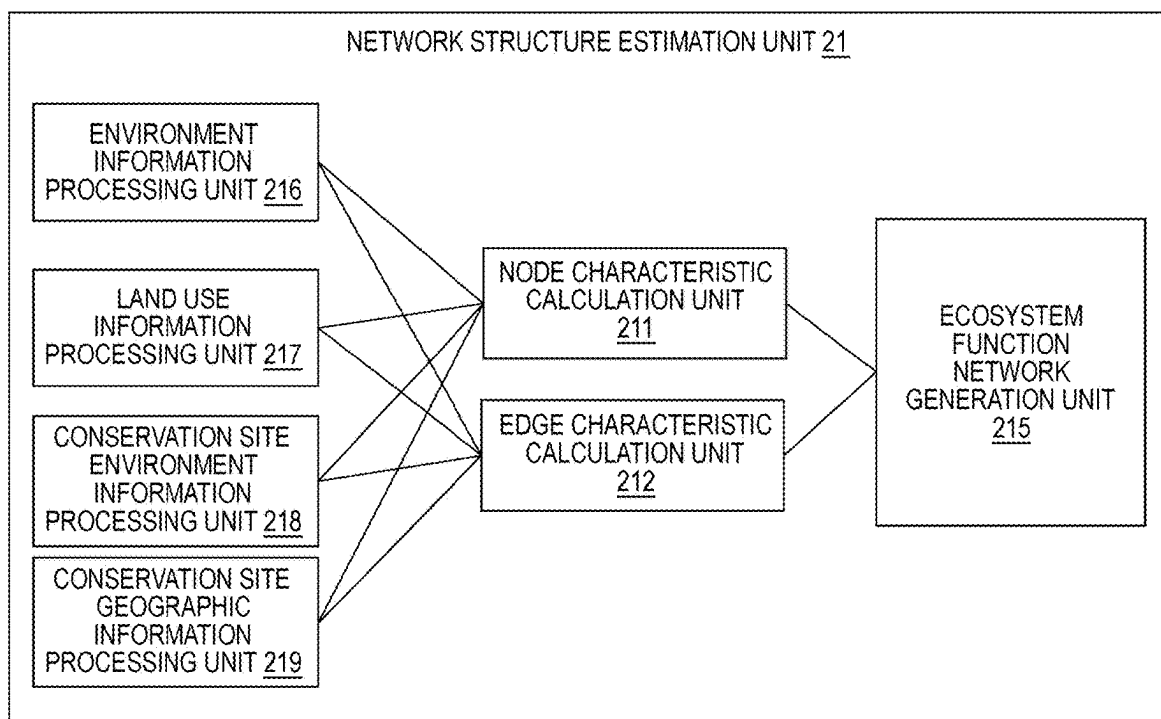 NETWORK STRUCTURE ESTIMATION UNIT 21
ENVIRONMENT
INFORMATION
PROCESSING UNIT 216
LAND USE
INFORMATION
PROCESSING UNIT 217
CONSERVATION SITE
ENVIRONMENT
INFORMATION
PROCESSING UNIT 218
CONSERVATION SITE
GEOGRAPHIC
INFORMATION
PROCESSING UNIT 219
NODE CHARACTERISTIC
CALCULATION UNIT
211
EDGE CHARACTERISTIC
CALCULATION UNIT
212
ECOSYSTEM
FUNCTION
NETWORK
GENERATION UNIT
215